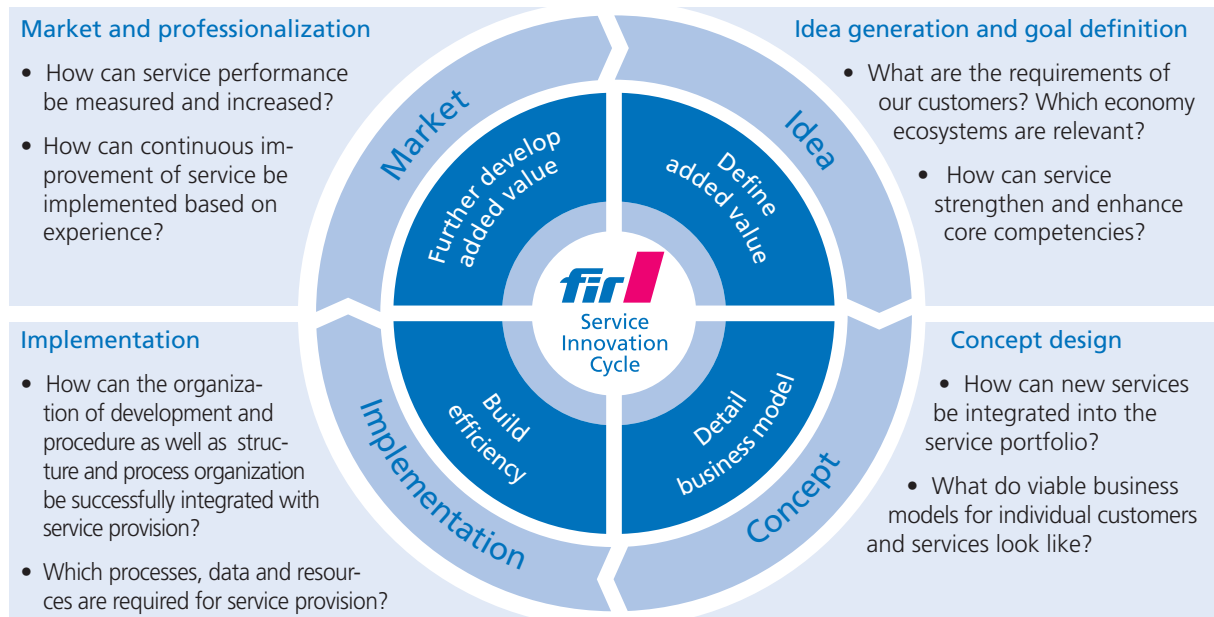 Market and professionalization
• How can service performance
be measured and increased?
• How can continuous im-
provement of service be
implemented based on
experience?
Idea generation and goal definition
• What are the requirements of
our customers? Which economy
ecosystems are relevant?
• How can service
strengthen and enhance
core competencies?
Market
Idea
Further develop
added value
Define
added value
fir
Service
Innovation
Cycle
Implementation
• How can the organiza-
tion of development and
procedure as well as struc-
ture and process organization
be successfully integrated with
service provision?
• Which processes, data and resour-
ces are required for service provision?
Implementation
Build
efficiency
Detail
business model
Concept
Concept design
• How can new services
be integrated into the
service portfolio?
• What do viable business
models for individual customers
and services look like?